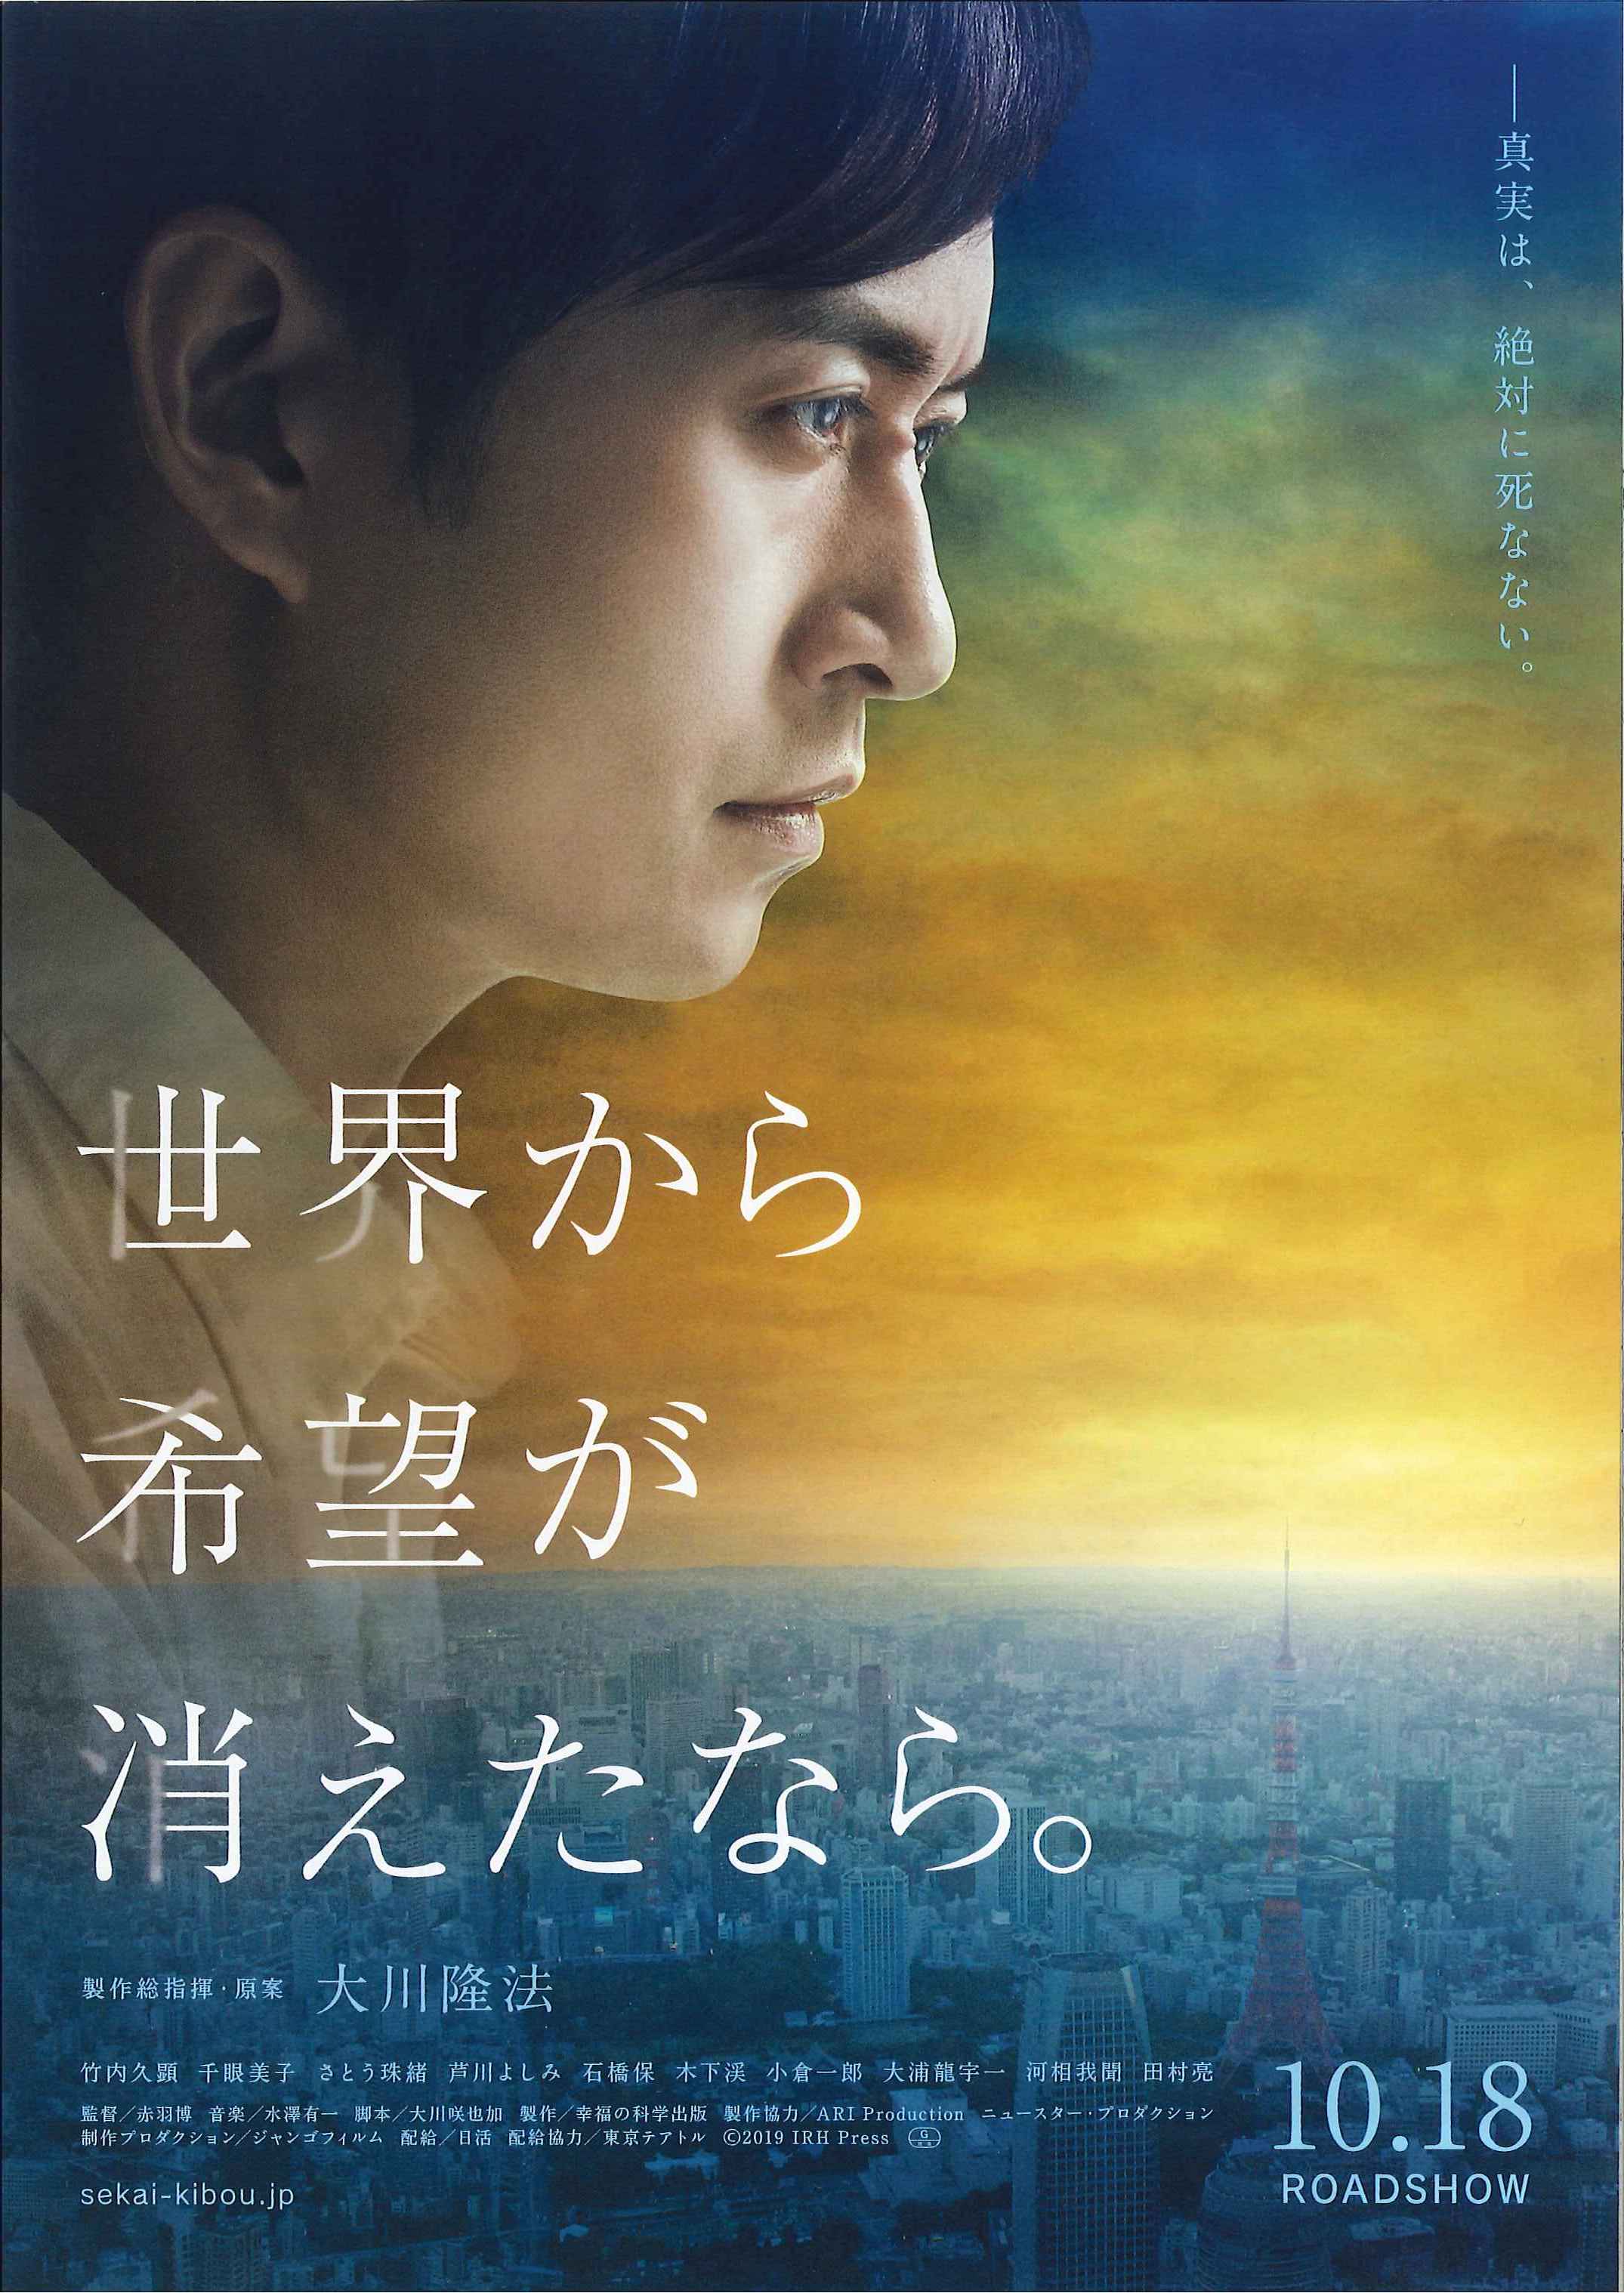 ―真実は、絶対に死なない。
世界から
希望が
消えたなら。
製作総指揮・原案 大川隆法
竹内久顕 千眼美子 さとう珠緒 芦川よしみ 石橋保 木下渓 小倉一郎 大浦龍宇一 河相我聞 田村亮
監督／赤羽博 音楽／水澤有一 脚本／大川咲也加 製作／幸福の科学出版 製作協力／ARI Production ニュースター・プロダクション
制作プロダクション／ジャンゴフィルム 配給／日活 配給協力／東京テアトル ©2019 IRH Press G
sekai-kibou.jp
10.18
ROADSHOW